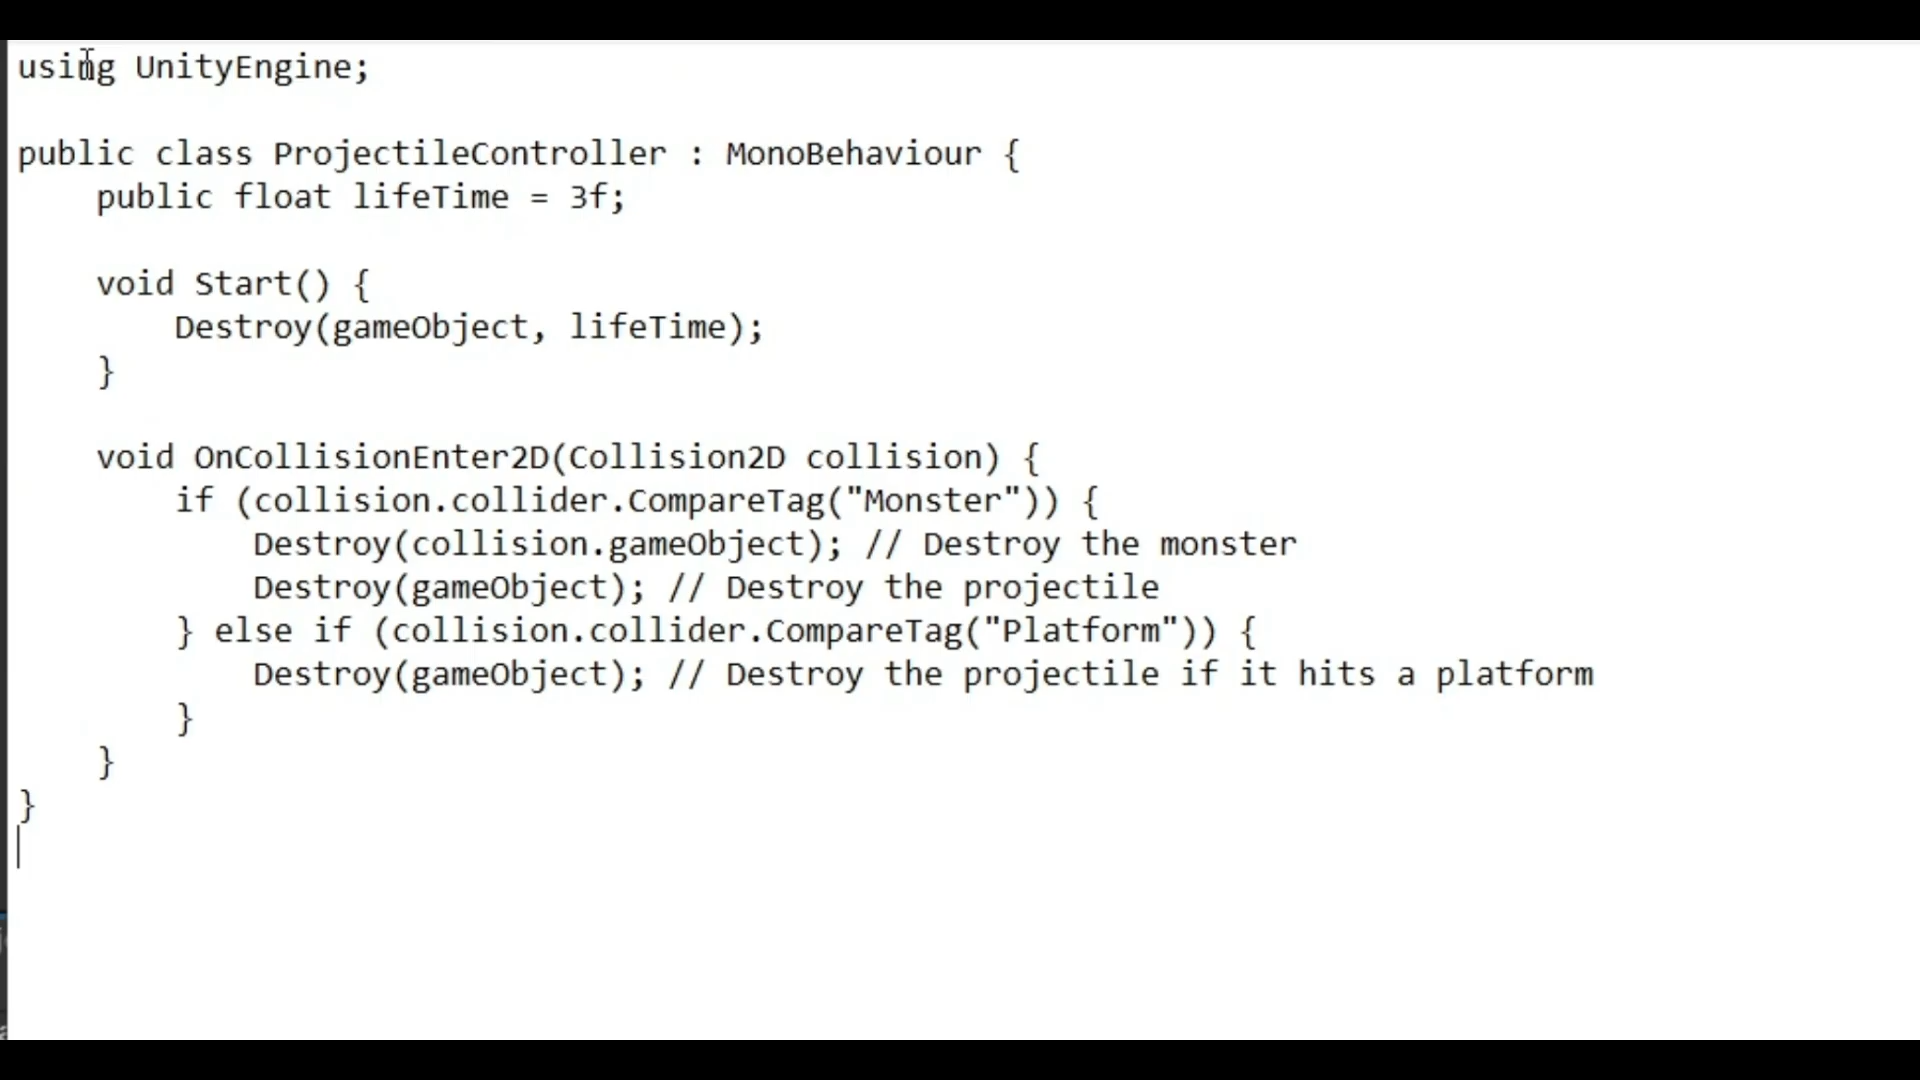 using UnityEngine;

public class ProjectileController : MonoBehaviour {
    public float lifeTime = 3f;

    void Start() {
        Destroy(gameObject, lifeTime);
    }

    void OnCollisionEnter2D(Collision2D collision) {
        if (collision.collider.CompareTag("Monster")) {
            Destroy(collision.gameObject); // Destroy the monster
            Destroy(gameObject); // Destroy the projectile
        } else if (collision.collider.CompareTag("Platform")) {
            Destroy(gameObject); // Destroy the projectile if it hits a platform
        }
    }
}